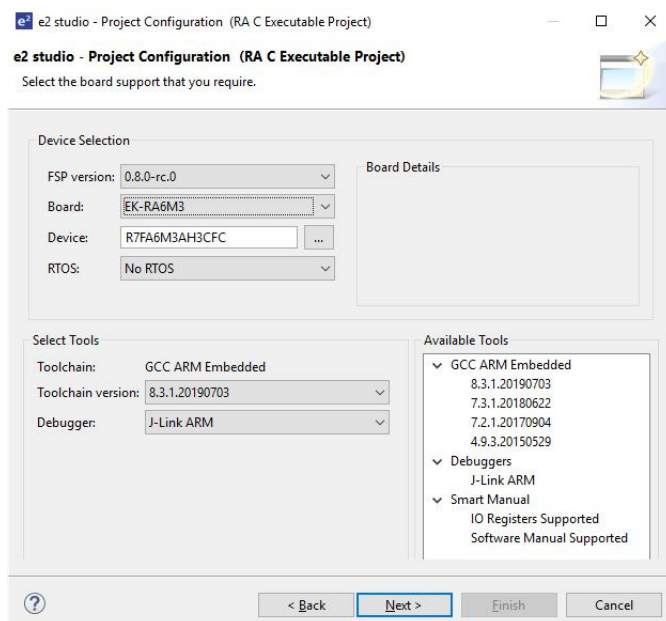 e2 e2 studio - Project Configuration (RA C Executable Project)
e2 studio - Project Configuration (RA C Executable Project)
Select the board support that you require.
Device Selection
FSP version: 0.8.0-rc.0
Board: EK-RA6M3
Device: R7FA6M3AH3CFC ...
RTOS: No RTOS
Board Details
Select Tools
Toolchain: GCC ARM Embedded
Toolchain version: 8.3.1.20190703
Debugger: J-Link ARM
Available Tools
GCC ARM Embedded
8.3.1.20190703
7.3.1.20180622
7.2.1.20170904
4.9.3.20150529
Debuggers
J-Link ARM
Smart Manual
IO Registers Supported
Software Manual Supported
? < Back Next > Finish Cancel